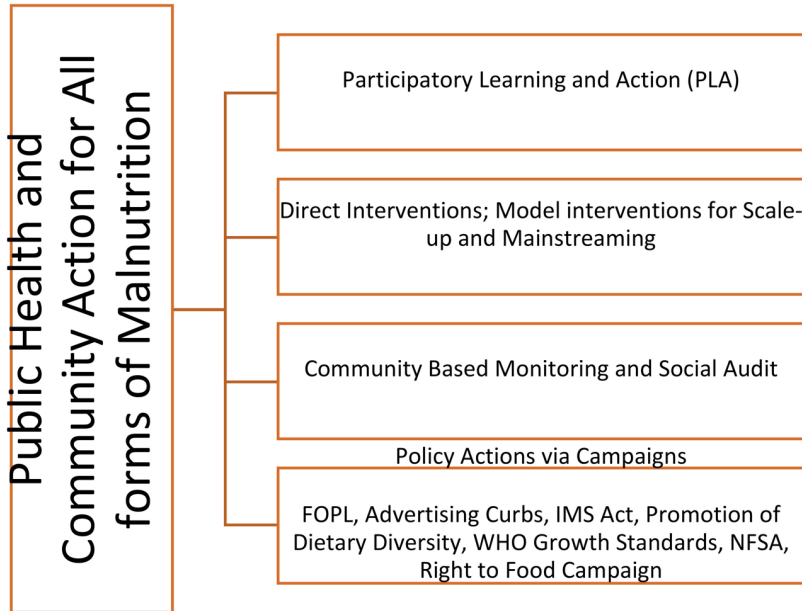 Public Health and
Community Action for All
forms of Malnutrition
Participatory Learning and Action (PLA)
Direct Interventions; Model interventions for Scale-
up and Mainstreaming
Community Based Monitoring and Social Audit
Policy Actions via Campaigns
FOPL, Advertising Curbs, IMS Act, Promotion of
Dietary Diversity, WHO Growth Standards, NFSA,
Right to Food Campaign